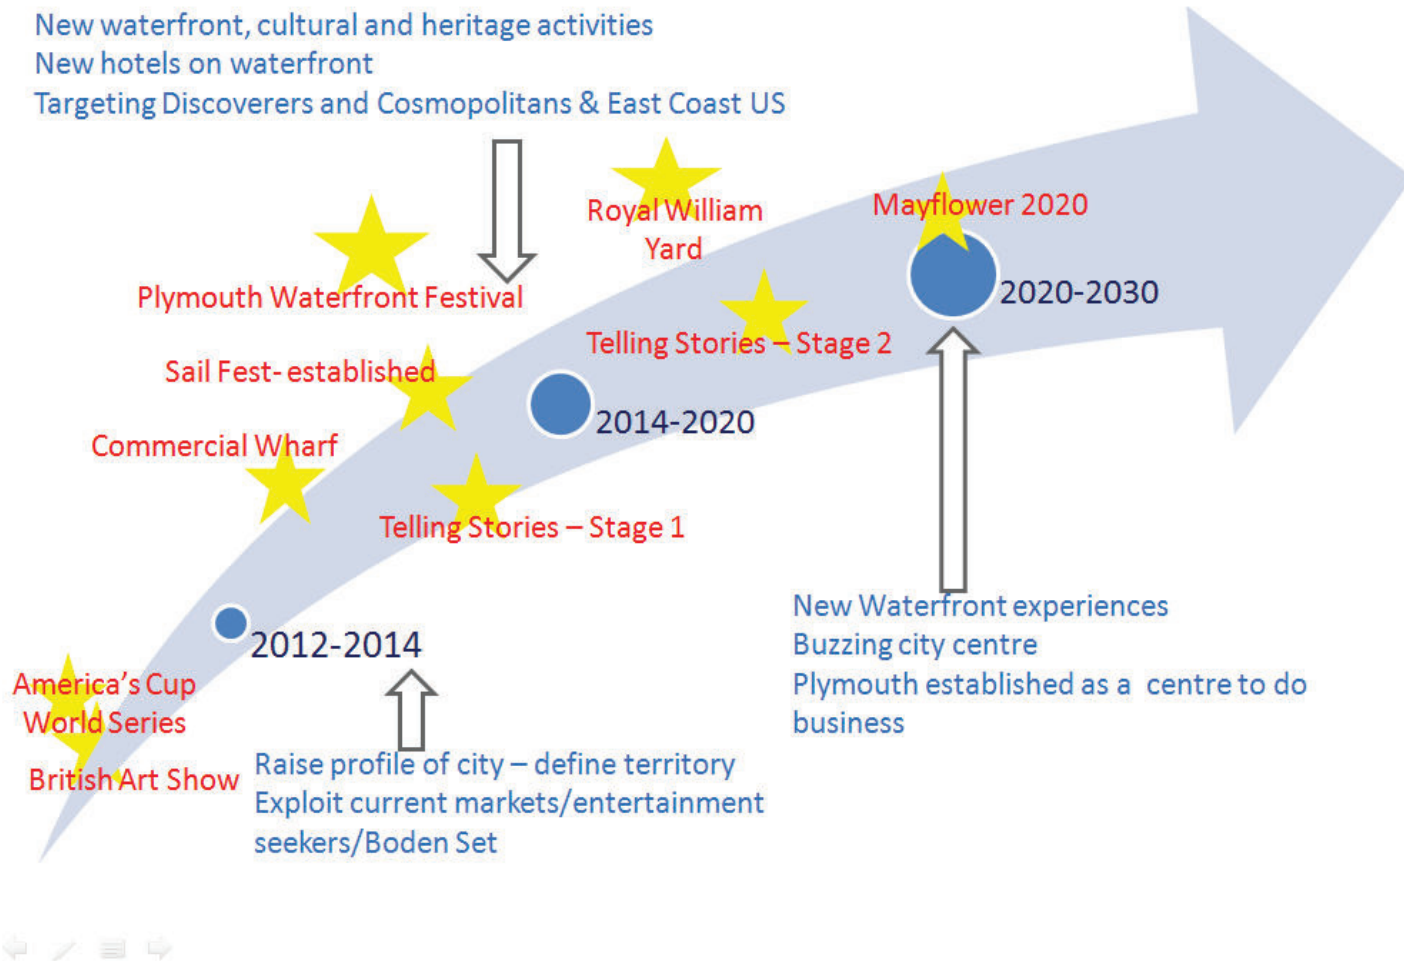 New waterfront, cultural and heritage activities
New hotels on waterfront
Targeting Discoverers and Cosmopolitans & East Coast US
Royal William
Yard
Mayflower 2020
Plymouth Waterfront Festival
2020-2030
Telling Stories – Stage 2
Sail Fest- established
2014-2020
Commercial Wharf
Telling Stories – Stage 1
New Waterfront experiences
Buzzing city centre
Plymouth established as a centre to do
business
2012-2014
America's Cup
World Series
British Art Show
Raise profile of city – define territory
Exploit current markets/entertainment
seekers/Boden Set